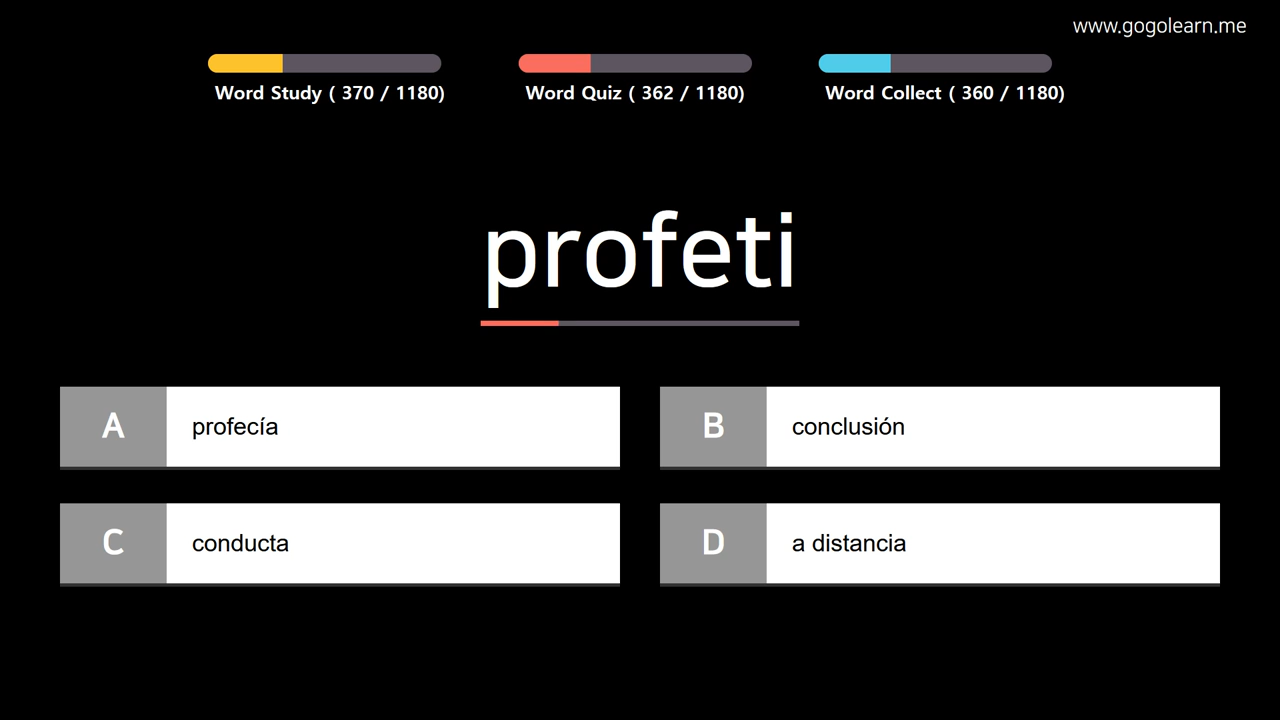 www.gogolearn.me
Word Study ( 370 / 1180)
Word Quiz ( 362 / 1180)
Word Collect ( 360 / 1180)
profeti
A profecía
B conclusión
C conducta
D a distancia